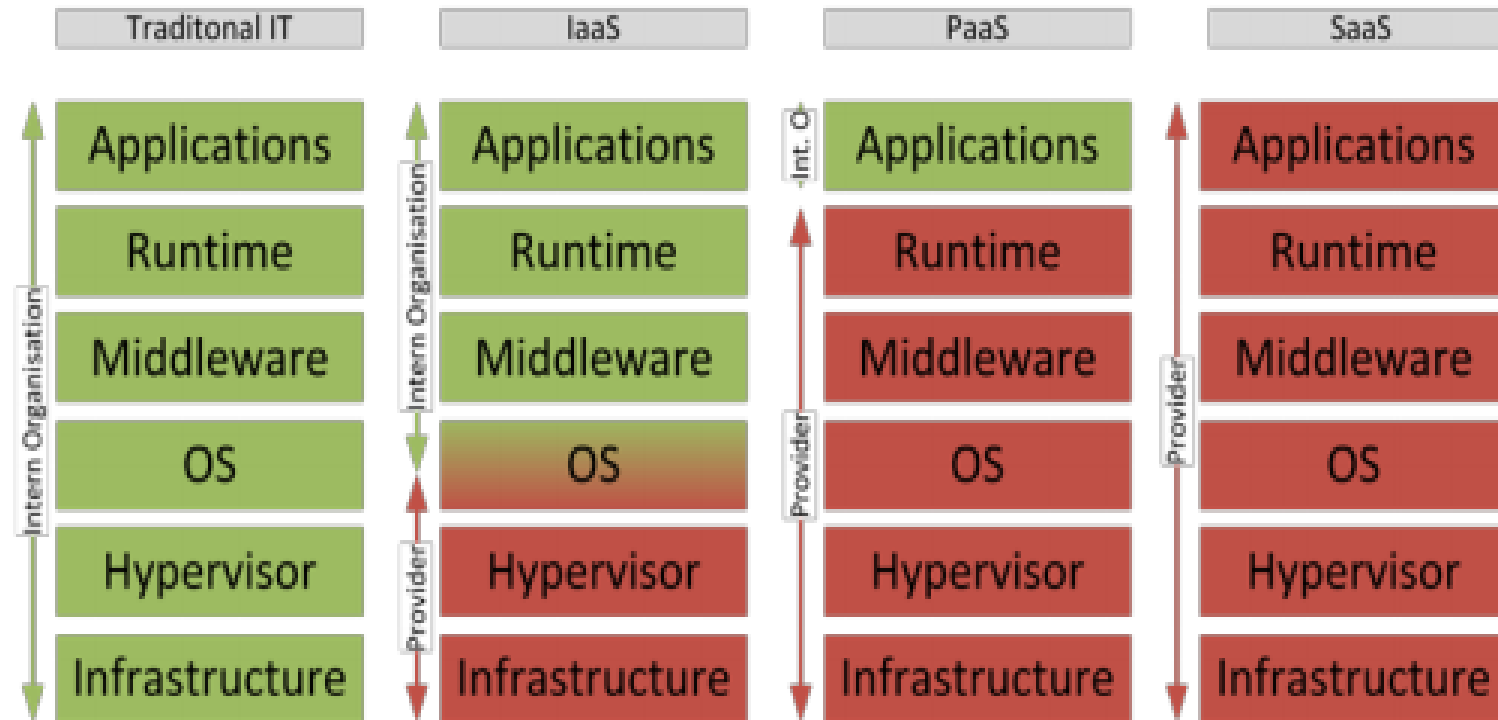 Traditonal IT
IaaS
PaaS
SaaS
Intern Organisation
Applications
Runtime
Middleware
OS
Hypervisor
Infrastructure
Intern Organisation
Provider
Applications
Runtime
Middleware
OS
Hypervisor
Infrastructure
Int. O
Provider
Applications
Runtime
Middleware
OS
Hypervisor
Infrastructure
Provider
Applications
Runtime
Middleware
OS
Hypervisor
Infrastructure